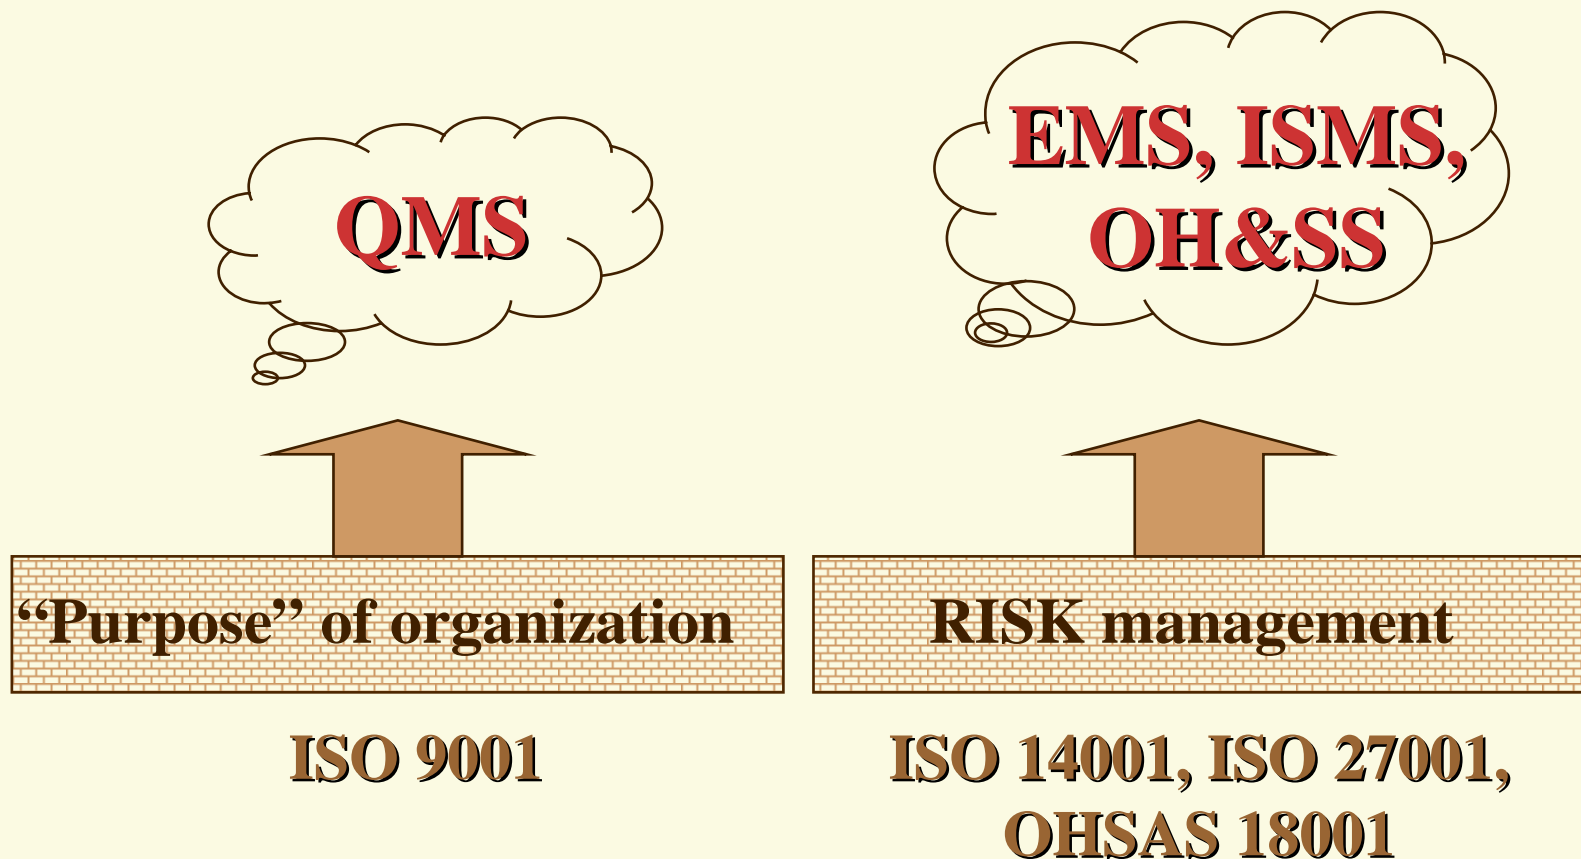 QMS
“Purpose” of organization
ISO 9001
EMS, ISMS,
OH&SS
RISK management
ISO 14001, ISO 27001,
OHSAS 18001